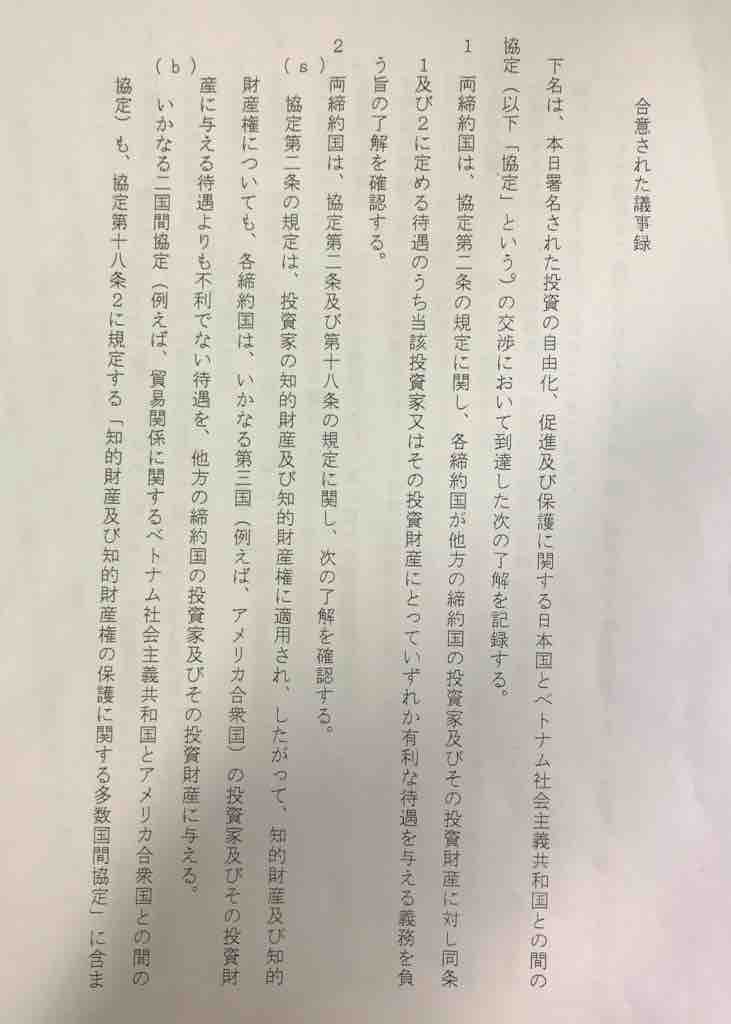 合意された議事録
下名は、本日署名された投資の自由化、促進及び保護に関する日本国とベトナム社会主義共和国との間の
協定（以下「協定」という。）の交渉において到達した次の了解を記録する。
1 両締約国は、協定第二条の規定に関し、各締約国が他方の締約国の投資家及びその投資財産に対し同条
1及び2に定める待遇のうち当該投資家又はその投資財産にとっていずれか有利な待遇を与える義務を負
う旨の了解を確認する。
2 両締約国は、協定第二条及び第十八条の規定に関し、次の了解を確認する。
(a) 協定第二条の規定は、投資家の知的財産及び知的財産権に適用され、したがって、知的財産及び知的
財産権についても、各締約国は、いかなる第三国（例えば、アメリカ合衆国）の投資家及びその投資財
産に与える待遇よりも不利でない待遇を、他方の締約国の投資家及びその投資財産に与える。
(b) いかなる二国間協定（例えば、貿易関係に関するベトナム社会主義共和国とアメリカ合衆国との間の
協定）も、協定第十八条2に規定する「知的財産及び知的財産権の保護に関する多数国間協定」に含ま